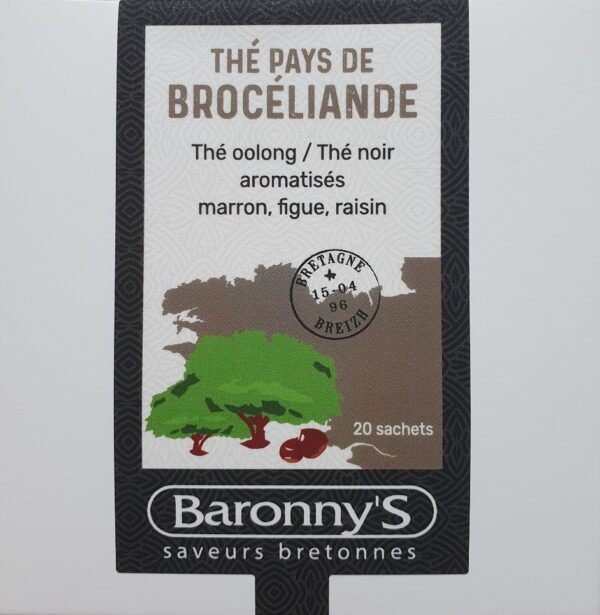 THÉ PAYS DE
BROCÉLIANDE
Thé oolong / Thé noir
aromatisés
marron, figue, raisin
BRETAGNE
15-04
96
BREIZH
20 sachets
Baronny'S
saveurs bretonnes